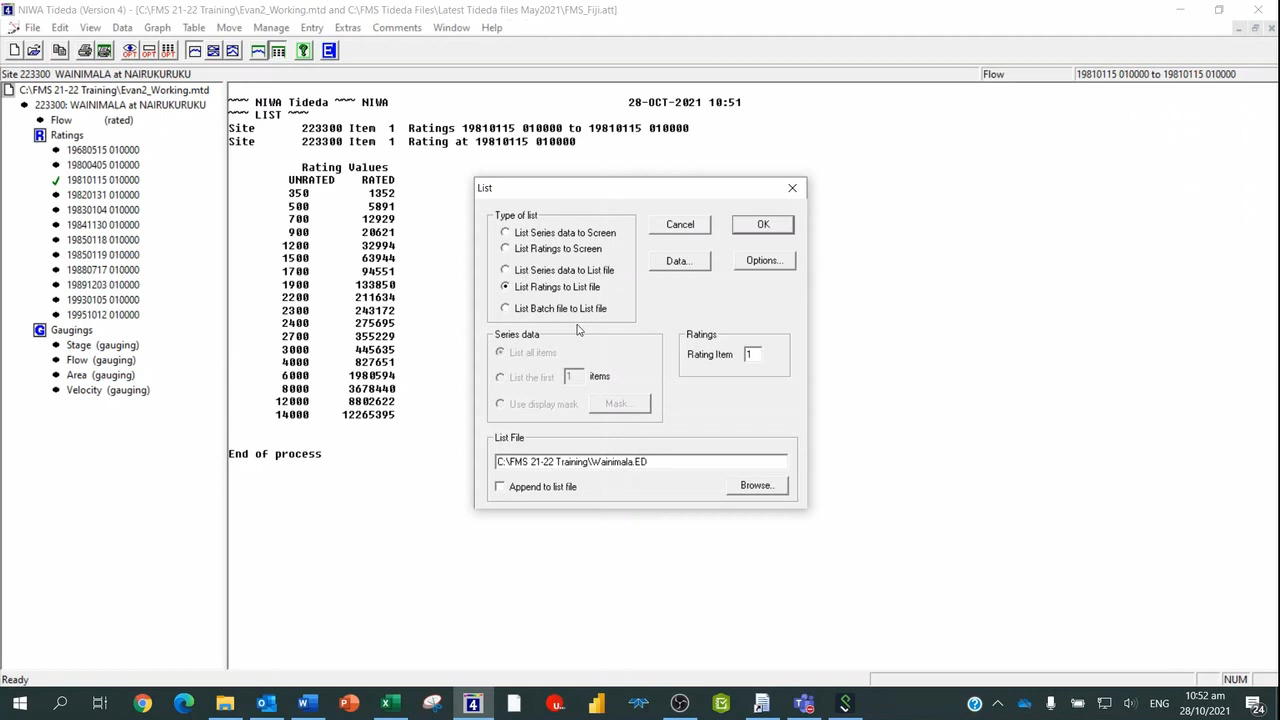 NIWA Tideda (Version 4) - [C:\FMS 21-22 Training\Evan2_Working.mtd and C:\FMS Tideda Files\Latest Tideda files May2021\FMS_Fiji.att]
File Edit View Data Graph Table Move Manage Entry Extras Comments Window Help
Site 223300 WAINIMALA at NAIRUKURUKU Flow 19810115 010000 to 19810115 010000
C:\FMS 21-22 Training\Evan2_Working.mtd
223300: WAINIMALA at NAIRUKURUKU
Flow (rated)
R Ratings
19680515 010000
19800405 010000
19810115 010000
19820131 010000
19830104 010000
19841130 010000
19850118 010000
19850119 010000
19880717 010000
19891203 010000
19930105 010000
19951012 010000
G Gaugings
Stage (gauging)
Flow (gauging)
Area (gauging)
Velocity (gauging)
~~~ NIWA Tideda ~~~ NIWA 28-OCT-2021 10:51
~~~ LIST ~~~
Site 223300 Item 1 Ratings 19810115 010000 to 19810115 010000
Site 223300 Item 1 Rating at 19810115 010000
Rating Values
UNRATED RATED
350 1352
500 5891
700 12929
900 20621
1200 32994
1500 63944
1700 94551
1900 133850
2200 211634
2300 243172
2400 275695
2700 355229
3000 445635
4000 827651
6000 1980594
8000 3678440
12000 8802622
14000 12265395
End of process
List
Type of list
List Series data to Screen
List Ratings to Screen
List Series data to List file
List Ratings to List file
List Batch file to List file
Cancel OK
Data... Options...
Series data
List all items
List the first 1 items
Use display mask Mask...
Ratings
Rating Item 1
List File
C:\FMS 21-22 Training\Wainimala.ED
Append to list file Browse..
Ready NUM
10:52 am
28/10/2021
24